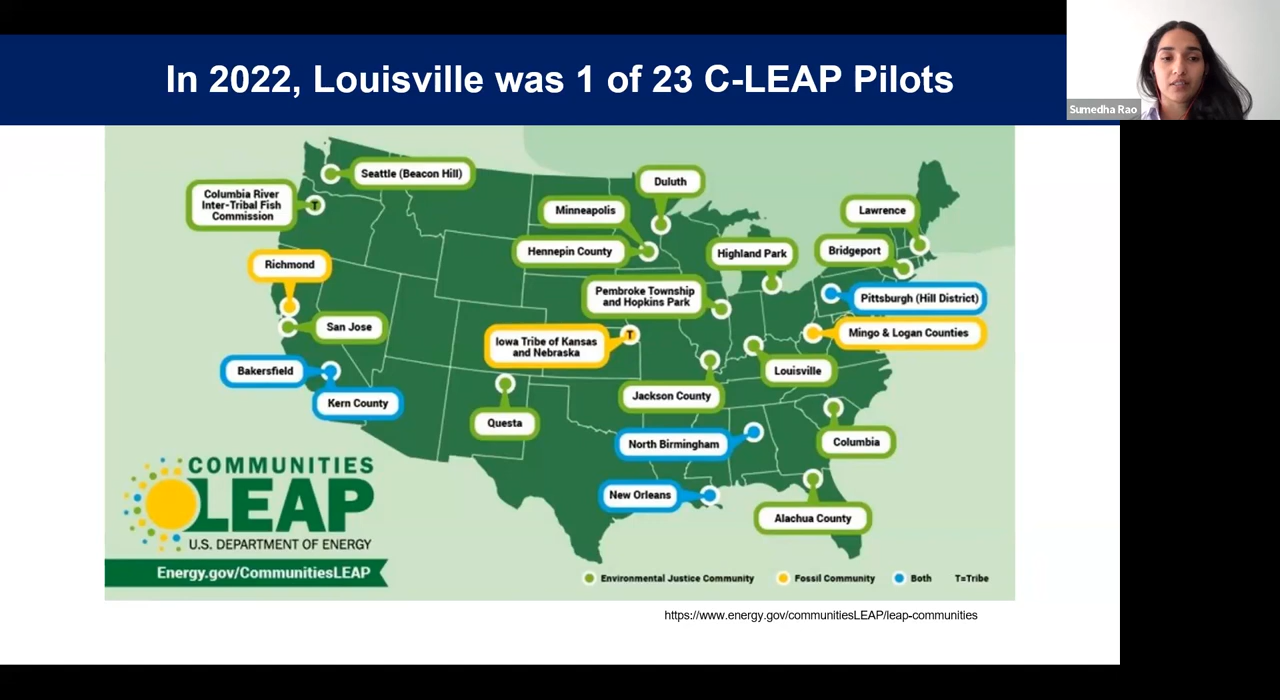 In 2022, Louisville was 1 of 23 C-LEAP Pilots
Sumedha Rao
Seattle (Beacon Hill)
Columbia River
Inter-Tribal Fish
Commission
T
Richmond
San Jose
Bakersfield
Kern County
Duluth
Minneapolis
Hennepin County
Highland Park
Pembroke Township
and Hopkins Park
Iowa Tribe of Kansas
and Nebraska
T
Questa
Jackson County
Louisville
North Birmingham
New Orleans
Lawrence
Bridgeport
Pittsburgh (Hill District)
Mingo & Logan Counties
Columbia
Alachua County
COMMUNITIES
LEAP
U.S. DEPARTMENT OF ENERGY
Energy.gov/CommunitiesLEAP
Environmental Justice Community
Fossil Community
Both
T=Tribe
https://www.energy.gov/communitiesLEAP/leap-communities